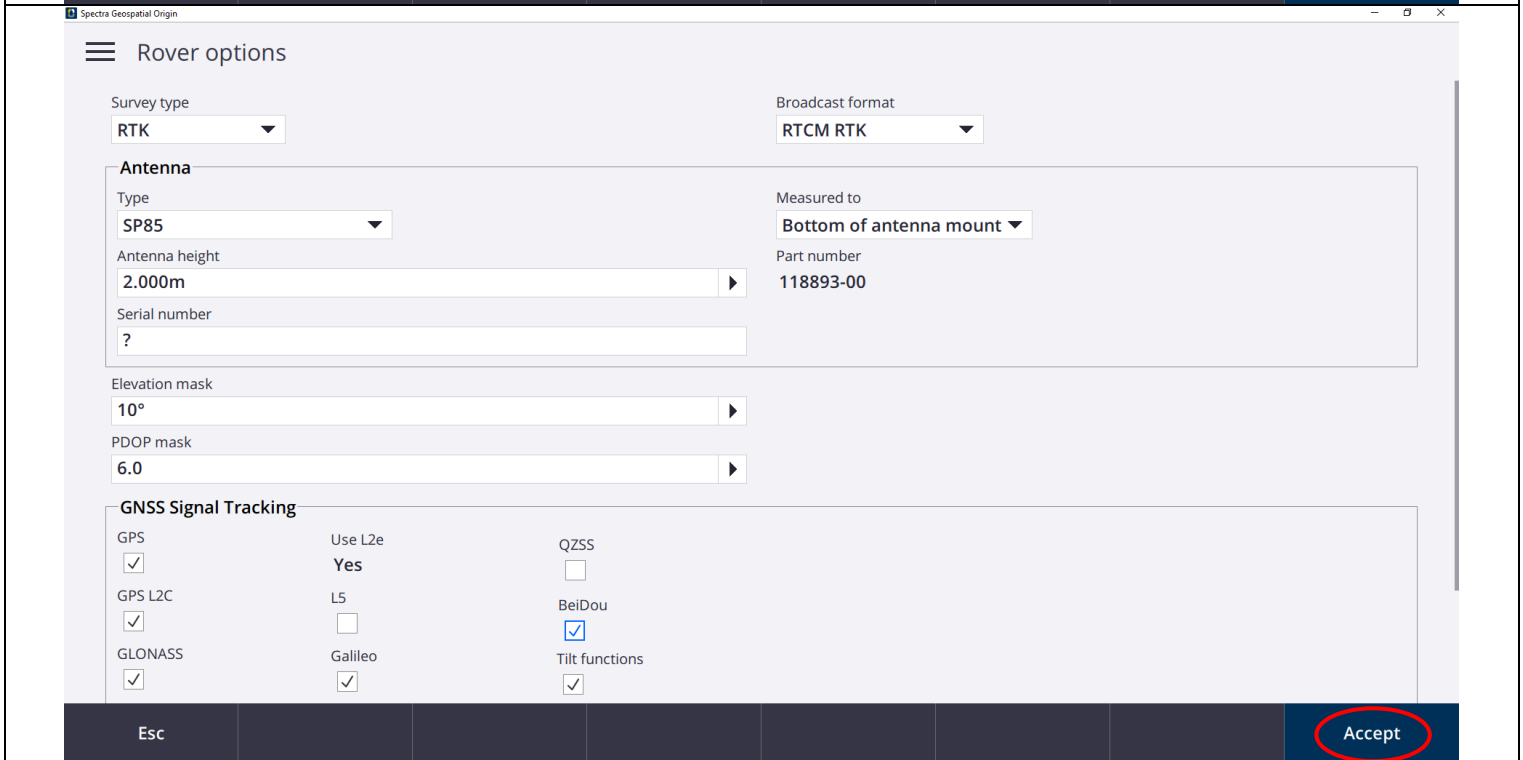 Spectra Geospatial Origin
Rover options
Survey type
Broadcast format
RTK
RTCM RTK
Antenna
Type
Measured to
SP85
Bottom of antenna mount
Antenna height
Part number
2.000m
118893-00
Serial number
?
Elevation mask
10°
PDOP mask
6.0
GNSS Signal Tracking
GPS
Use L2e
QZSS
Yes
GPS L2C
L5
BeiDou
GLONASS
Galileo
Tilt functions
Esc
Accept